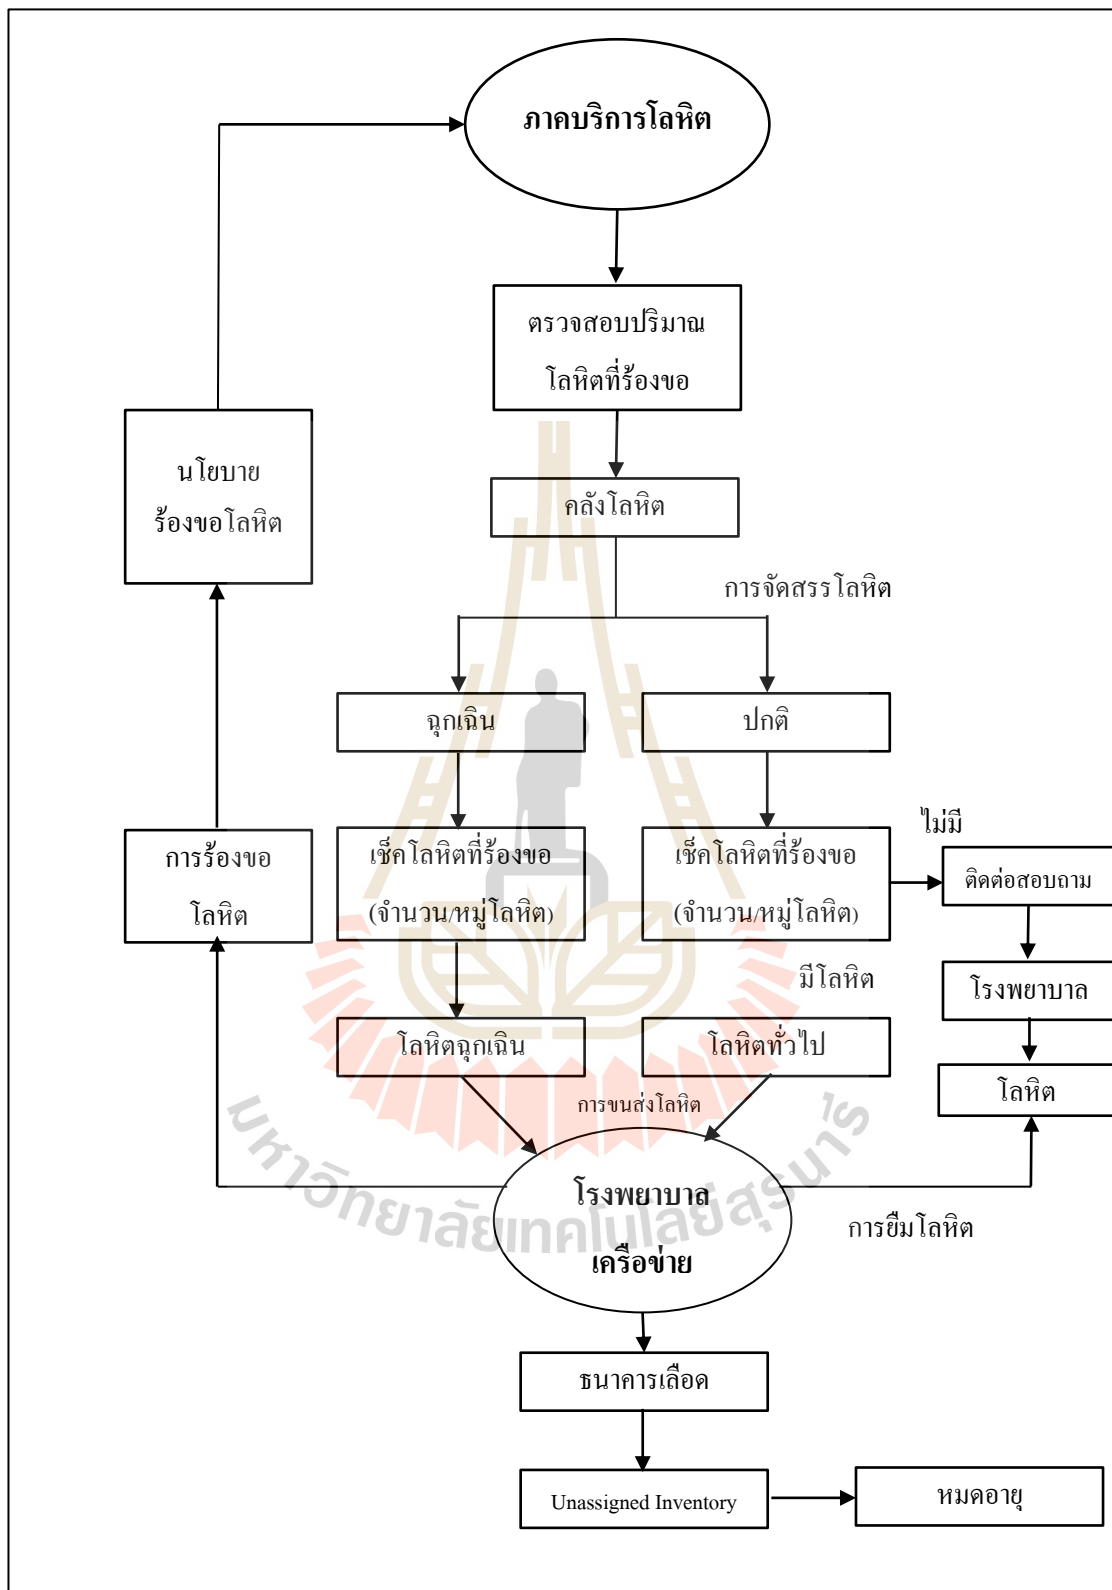 ภาคบริการโลหิต
ตรวจสอบปริมาณ
โลหิตที่ร้องขอ
นโยบาย
ร้องขอโลหิต
คลังโลหิต
การจัดสรรโลหิต
ฉุกเฉิน
ปกติ
ไม่มี
การร้องขอ
โลหิต
เช็คโลหิตที่ร้องขอ
(จำนวน/หมู่โลหิต)
เช็คโลหิตที่ร้องขอ
(จำนวน/หมู่โลหิต)
ติดต่อสอบถาม
มีโลหิต
โรงพยาบาล
โลหิตฉุกเฉิน
โลหิตทั่วไป
โลหิต
การขนส่งโลหิต
โรงพยาบาล
เครือข่าย
การยืมโลหิต
มหาวิทยาลัยเทคโนโลยีสุรนารี
ธนาคารเลือด
Unassigned Inventory
หมดอายุ